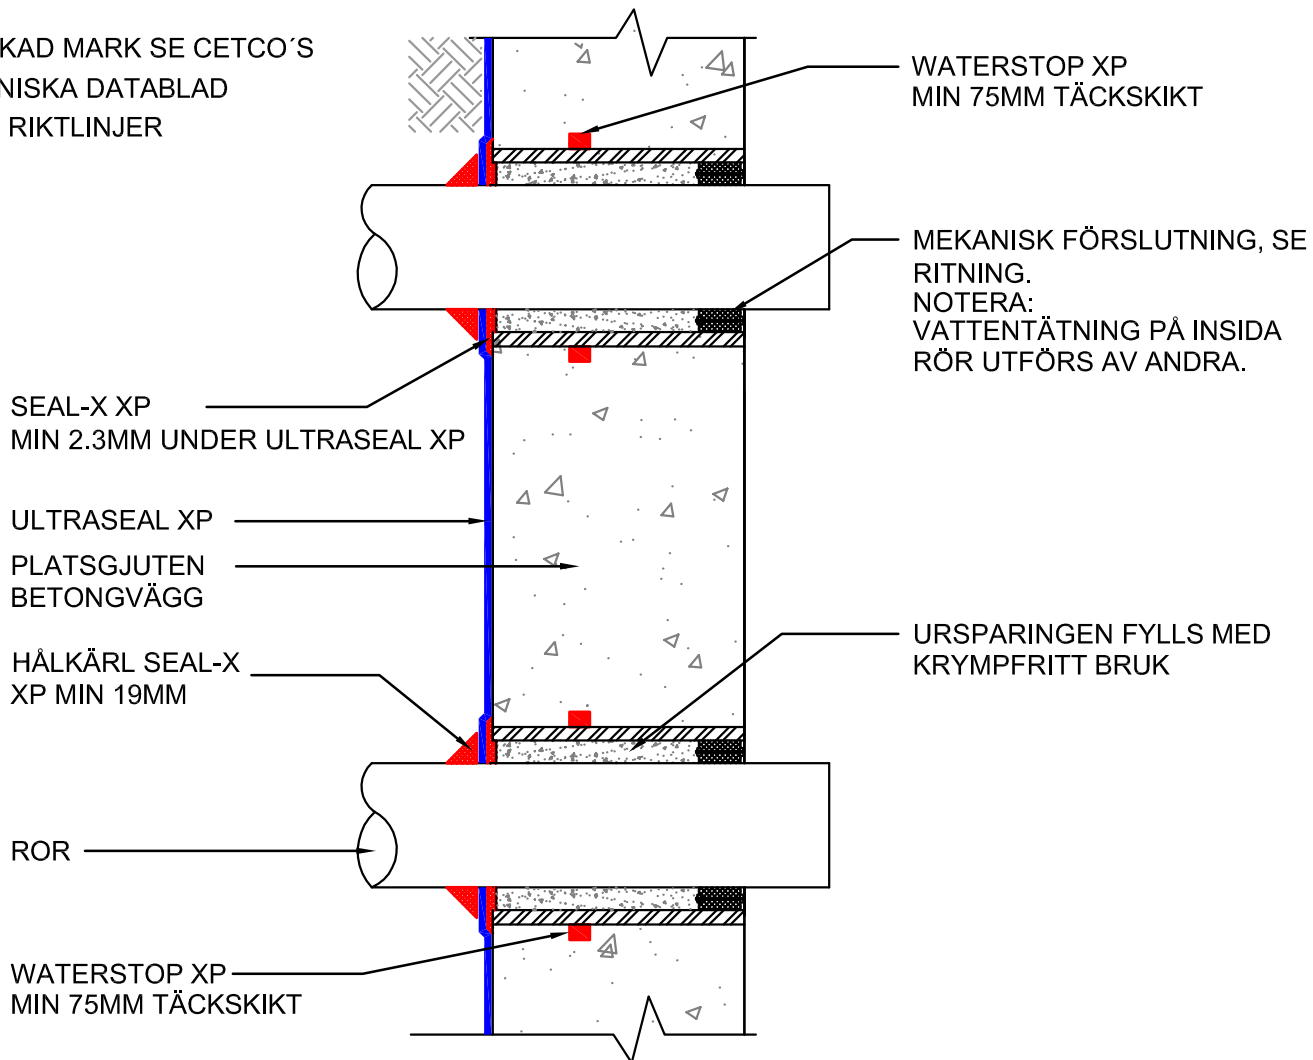 KAD MARK SE CETCO´S
NISKA DATABLAD
RIKTLINJER
WATERSTOP XP
MIN 75MM TÄCKSKIKT
MEKANISK FÖRSLUTNING, SE
RITNING.
NOTERA:
VATTENTÄTNING PÅ INSIDA
RÖR UTFÖRS AV ANDRA.
SEAL-X XP
MIN 2.3MM UNDER ULTRASEAL XP
ULTRASEAL XP
PLATSGJUTEN
BETONGVÄGG
HÅLKÄRL SEAL-X
XP MIN 19MM
URSPARINGEN FYLLS MED
KRYMPFRITT BRUK
ROR
WATERSTOP XP
MIN 75MM TÄCKSKIKT